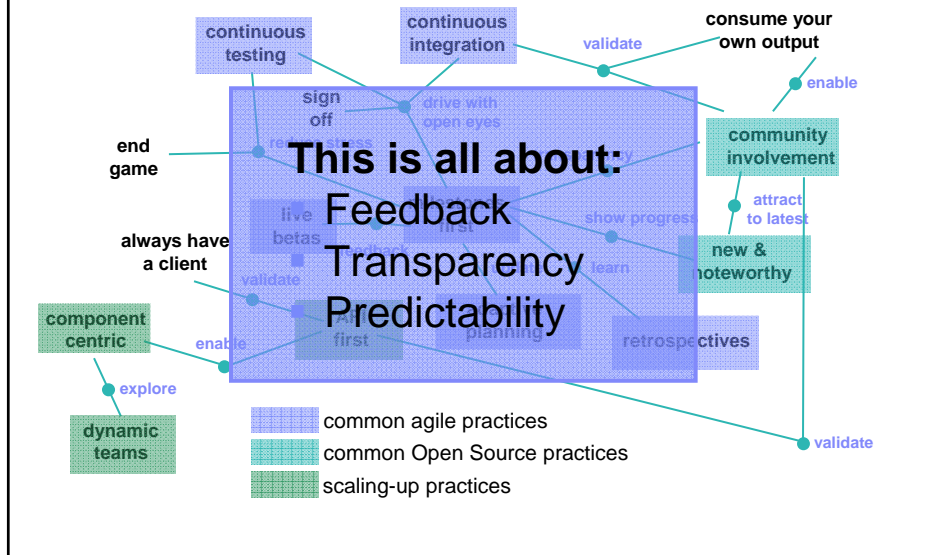 continuous
testing
continuous
integration
validate
consume your
own output
enable
sign
off
drive with
open eyes
community
involvement
end
game
This is all about:
Feedback
Transparency
Predictability
live
betas
first
show progress
attract
to latest
new &
noteworthy
always have
a client
feedback
learn
validate
component
centric
enable
first
planning
retrospectives
explore
dynamic
teams
validate
common agile practices
common Open Source practices
scaling-up practices